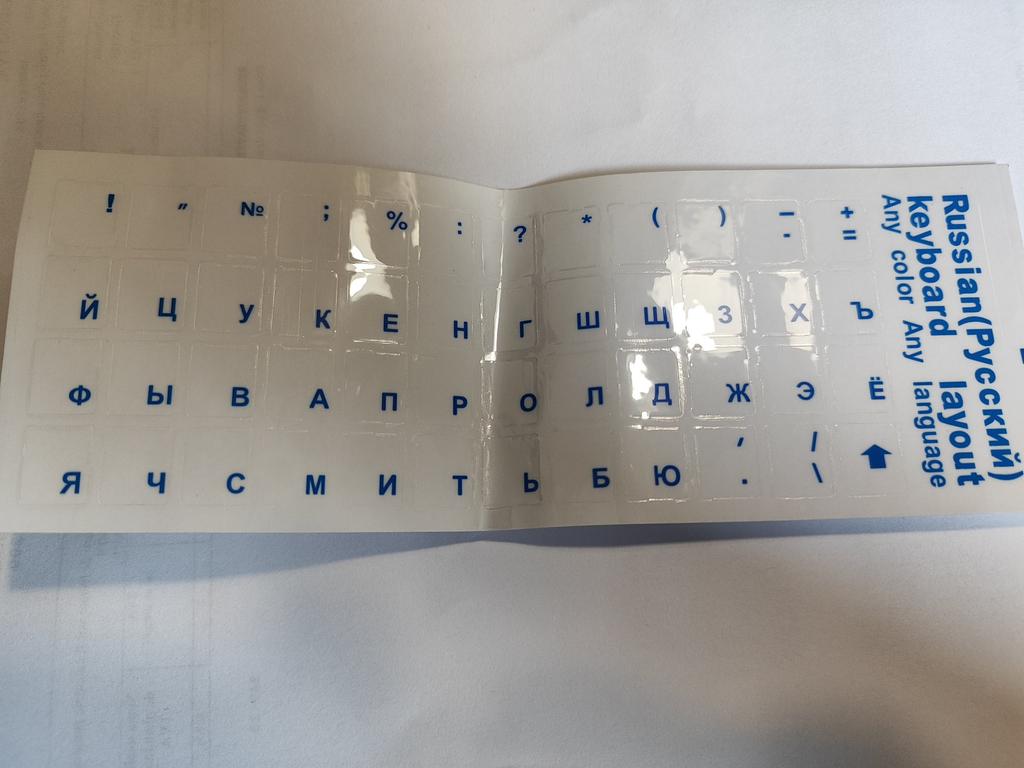 ! " № ; % : ? * ( ) - - + =
Й Ц У К Е Н Г Ш Щ З Х Ъ
Ф Ы В А П Р О Л Д Ж Э Ё
Я Ч С М И Т Ь Б Ю , . / \
Russian(Русский)
keyboard layout
Any color Any language